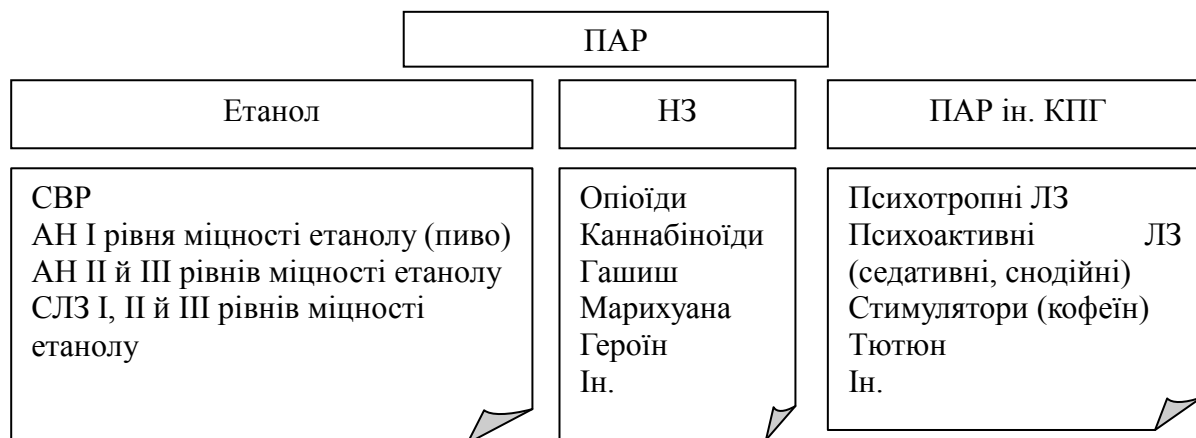 ПАР
Етанол
НЗ
ПАР ін. КПГ
СВР
АН І рівня міцності етанолу (пиво)
АН ІІ й ІІІ рівнів міцності етанолу
СЛЗ І, ІІ й ІІІ рівнів міцності
етанолу
Опіоїди
Каннабіноїди
Гашиш
Марихуана
Героїн
Ін.
Психотропні ЛЗ
Психоактивні ЛЗ
(седативні, снодійні)
Стимулятори (кофеїн)
Тютюн
Ін.